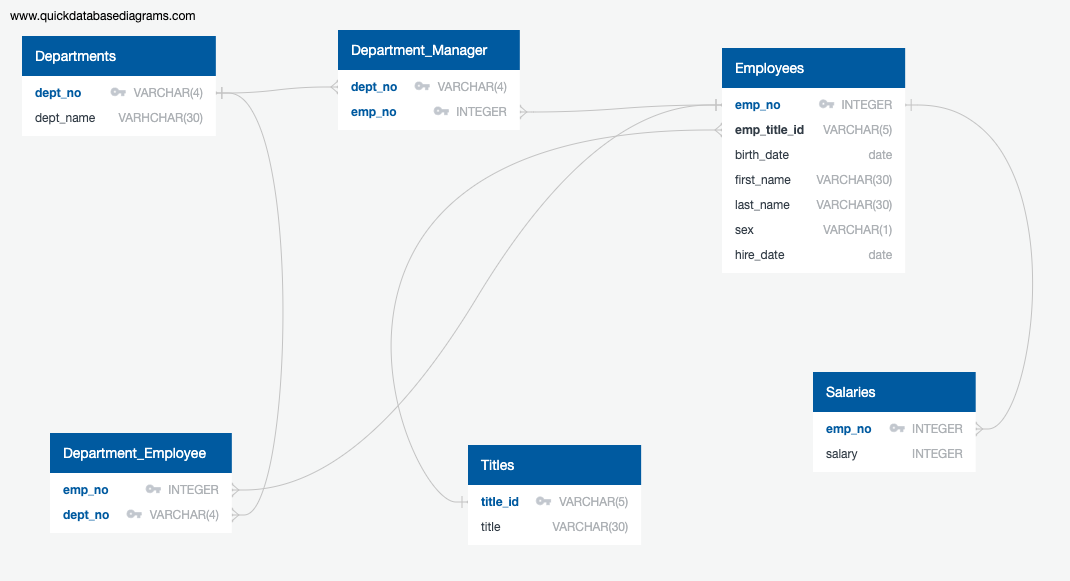 www.quickdatabasediagrams.com
Departments
dept_no VARCHAR(4)
dept_name VARHCHAR(30)
Department_Manager
dept_no VARCHAR(4)
emp_no INTEGER
Employees
emp_no INTEGER
emp_title_id VARCHAR(5)
birth_date date
first_name VARCHAR(30)
last_name VARCHAR(30)
sex VARCHAR(1)
hire_date date
Salaries
emp_no INTEGER
salary INTEGER
Department_Employee
emp_no INTEGER
dept_no VARCHAR(4)
Titles
title_id VARCHAR(5)
title VARCHAR(30)